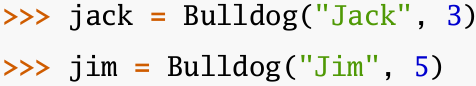 >>> jack = Bulldog("Jack", 3)
>>> jim = Bulldog("Jim", 5)